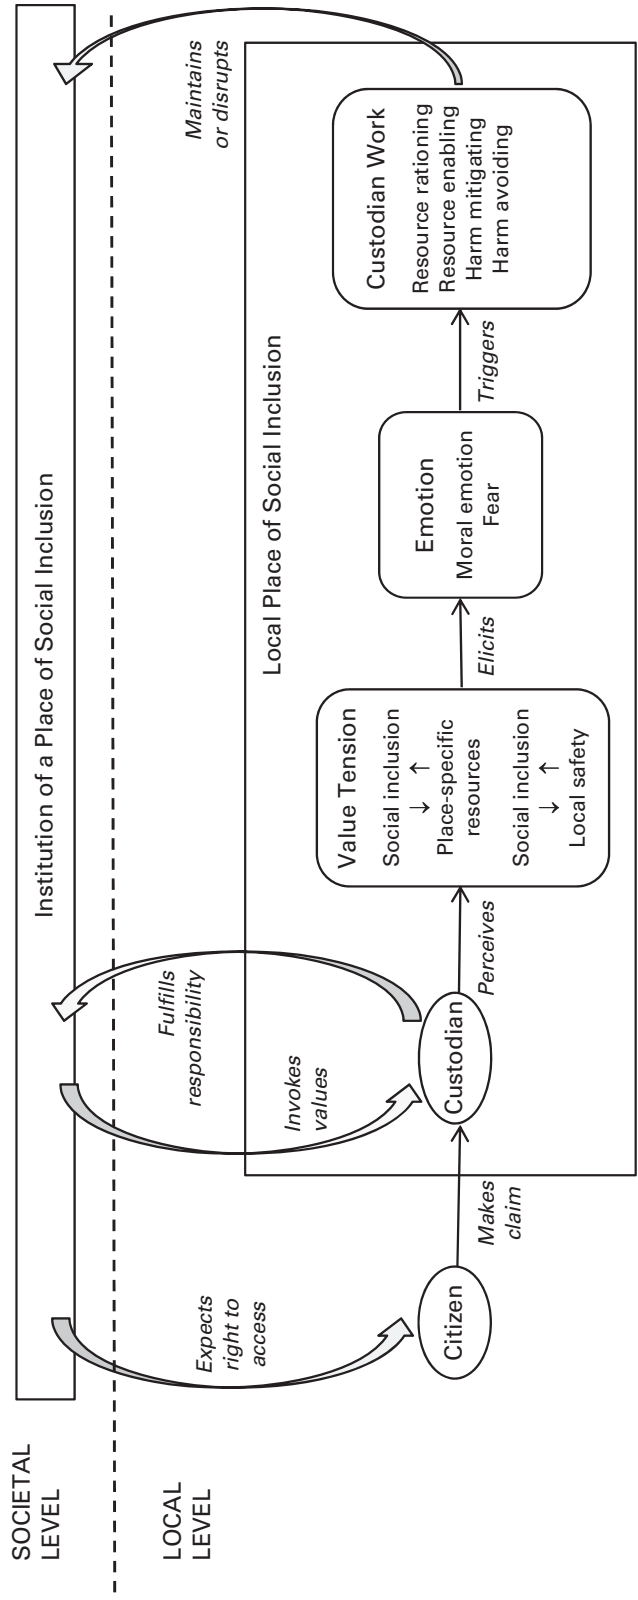 SOCIETAL
LEVEL
Institution of a Place of Social Inclusion
LOCAL
LEVEL
Expects
right to
access
Invokes
values
Fulfills
responsibility
Maintains
or disrupts
Local Place of Social Inclusion
Citizen
Makes
claim
Custodian
Perceives
Value Tension
Social inclusion
↓ ↑
Place-specific
resources
Social inclusion
↓ ↑
Local safety
Elicits
Emotion
Moral emotion
Fear
Triggers
Custodian Work
Resource rationing
Resource enabling
Harm mitigating
Harm avoiding